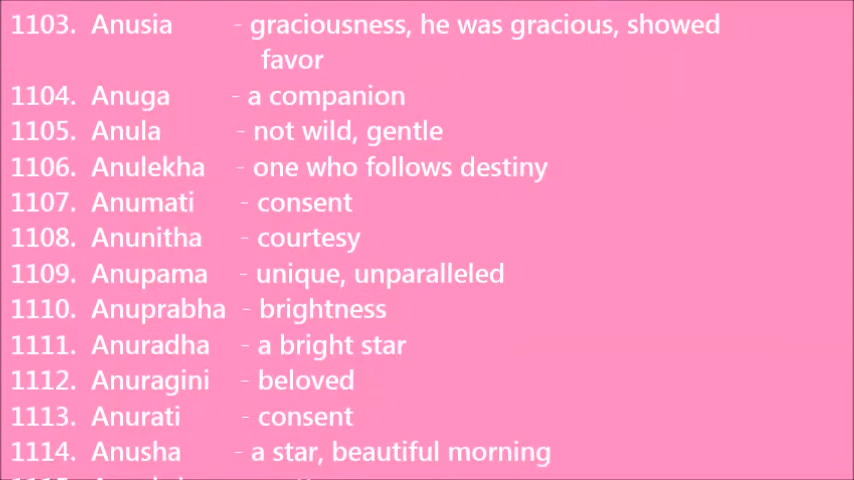 1103. Anusia - graciousness, he was gracious, showed
favor
1104. Anuga - a companion
1105. Anula - not wild, gentle
1106. Anulekha - one who follows destiny
1107. Anumati - consent
1108. Anunitha - courtesy
1109. Anupama - unique, unparalleled
1110. Anuprabha - brightness
1111. Anuradha - a bright star
1112. Anuragini - beloved
1113. Anurati - consent
1114. Anusha - a star, beautiful morning